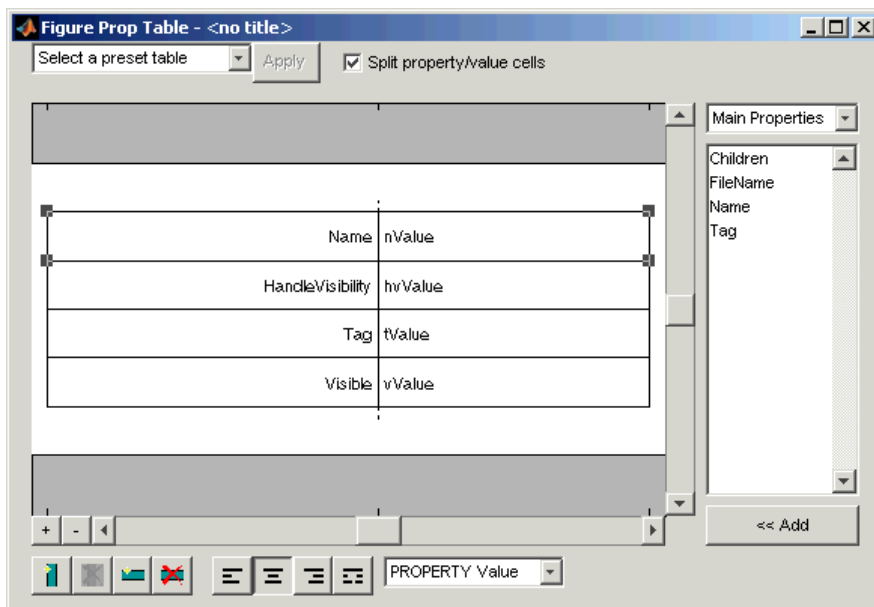 Figure Prop Table - <no title>
Select a preset table
Apply
Split property/value cells
Main Properties
Children
FileName
Name
Tag
Name nValue
HandleVisibility hvValue
Tag tValue
Visible vValue
+ -
<< Add
PROPERTY Value